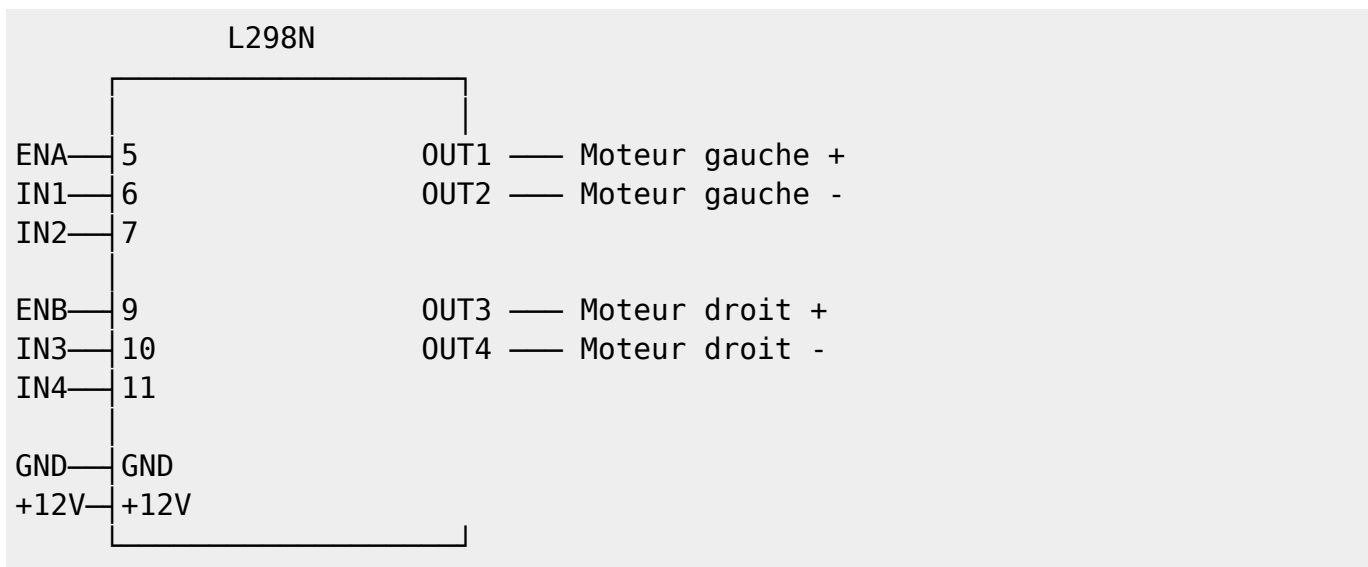 L298N
ENA 5 OUT1 Moteur gauche +
IN1 6 OUT2 Moteur gauche -
IN2 7
ENB 9 OUT3 Moteur droit +
IN3 10 OUT4 Moteur droit -
IN4 11
GND GND
+12V +12V